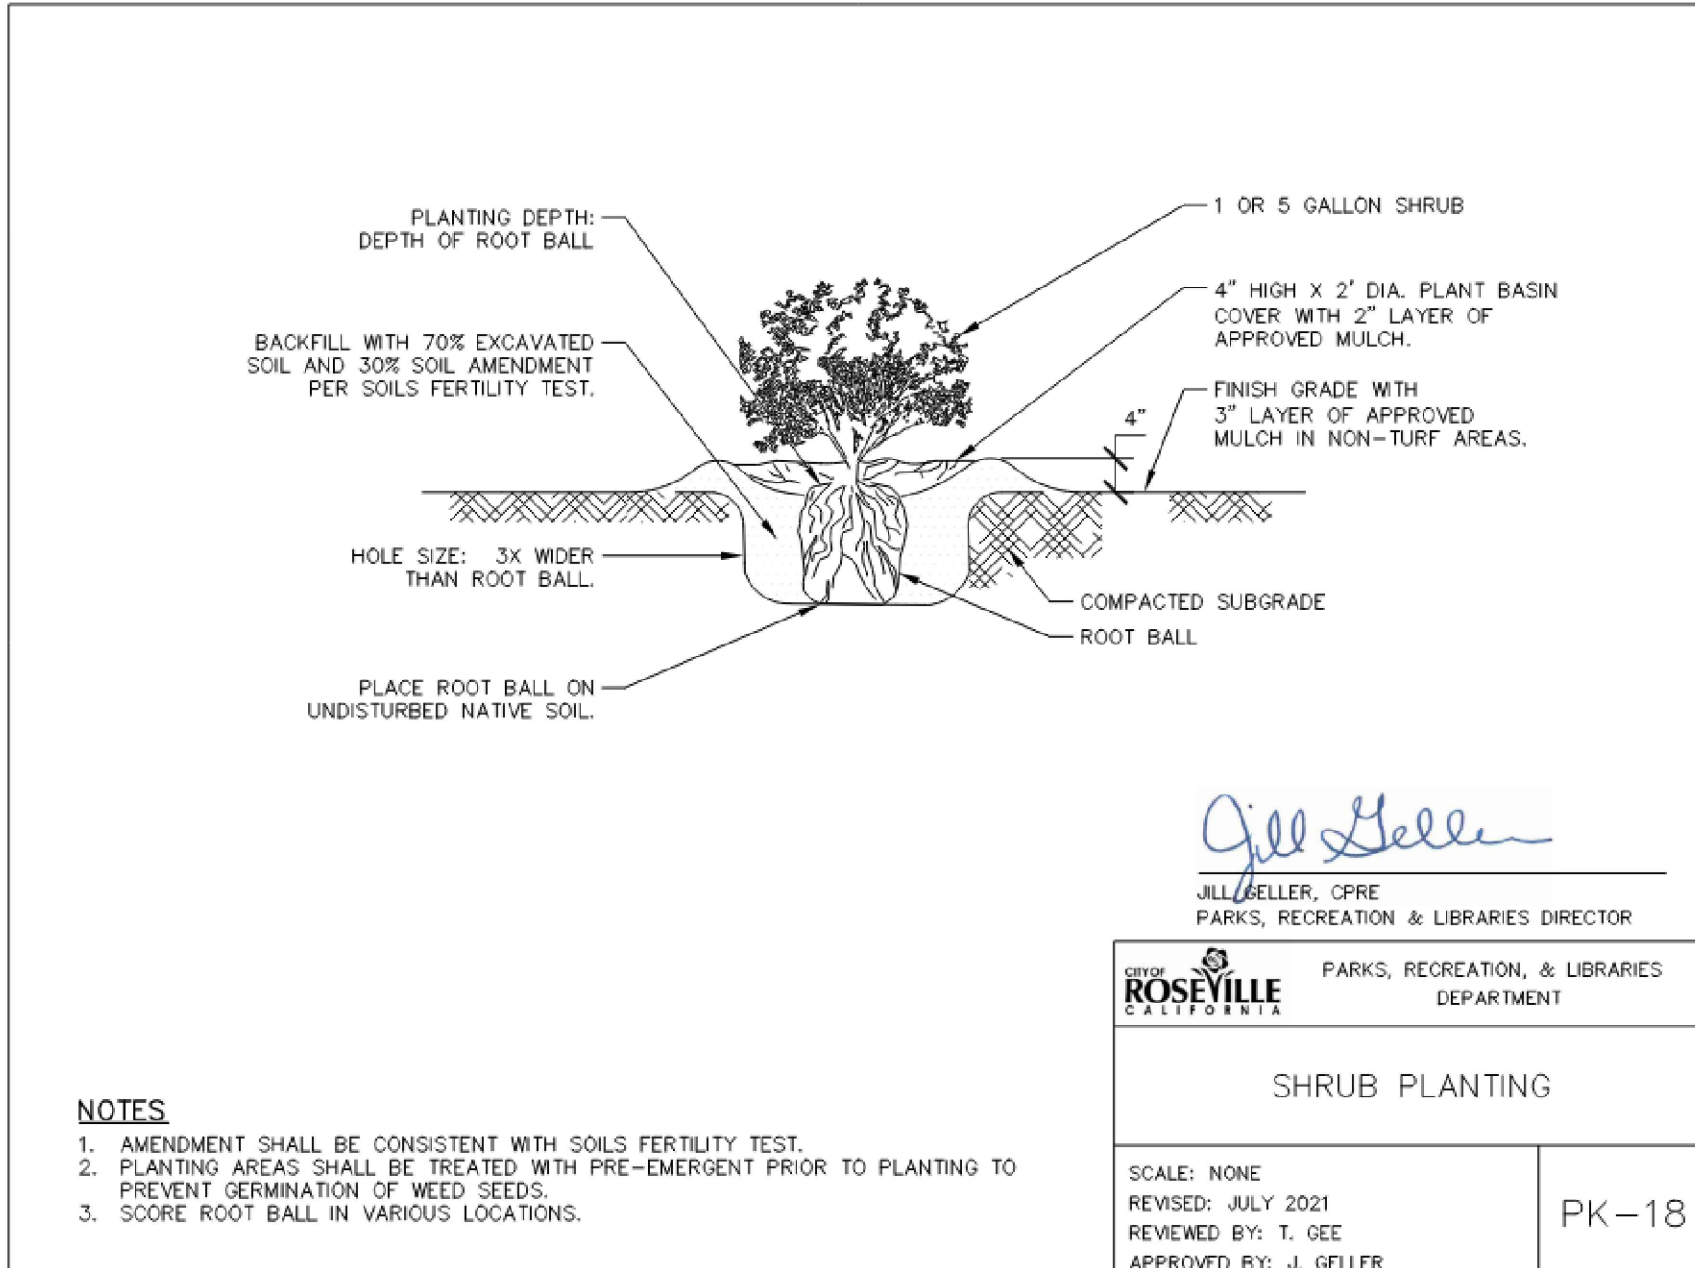 PLANTING DEPTH:
DEPTH OF ROOT BALL
BACKFILL WITH 70% EXCAVATED
SOIL AND 30% SOIL AMENDMENT
PER SOILS FERTILITY TEST.
HOLE SIZE: 3X WIDER
THAN ROOT BALL.
PLACE ROOT BALL ON
UNDISTURBED NATIVE SOIL.
1 OR 5 GALLON SHRUB
4" HIGH X 2' DIA. PLANT BASIN
COVER WITH 2" LAYER OF
APPROVED MULCH.
FINISH GRADE WITH
3" LAYER OF APPROVED
MULCH IN NON-TURF AREAS.
4"
COMPACTED SUBGRADE
ROOT BALL
Jill Geller
JILL GELLER, CPRE
PARKS, RECREATION & LIBRARIES DIRECTOR
CITY OF
ROSEVILLE
CALIFORNIA
PARKS, RECREATION, & LIBRARIES
DEPARTMENT
SHRUB PLANTING
SCALE: NONE
REVISED: JULY 2021
REVIEWED BY: T. GEE
APPROVED BY: J. GELLER
PK-18
NOTES
1. AMENDMENT SHALL BE CONSISTENT WITH SOILS FERTILITY TEST.
2. PLANTING AREAS SHALL BE TREATED WITH PRE-EMERGENT PRIOR TO PLANTING TO
PREVENT GERMINATION OF WEED SEEDS.
3. SCORE ROOT BALL IN VARIOUS LOCATIONS.